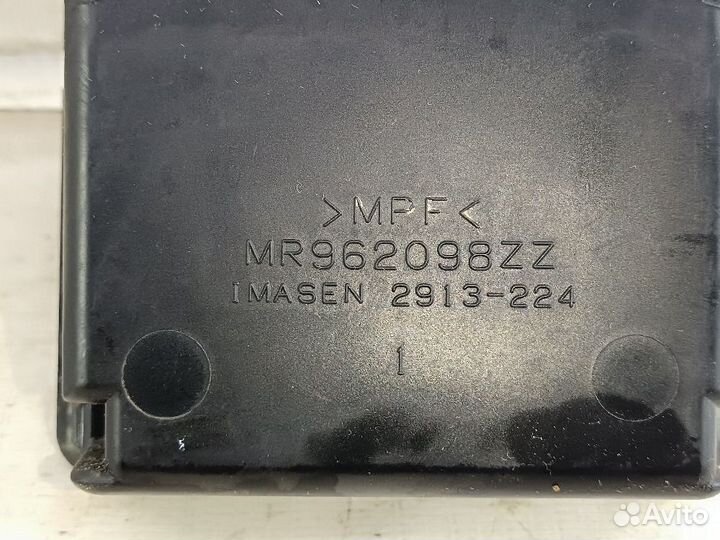 >MPF<
MR962098ZZ
IMASEN 2913-224
1
Avito